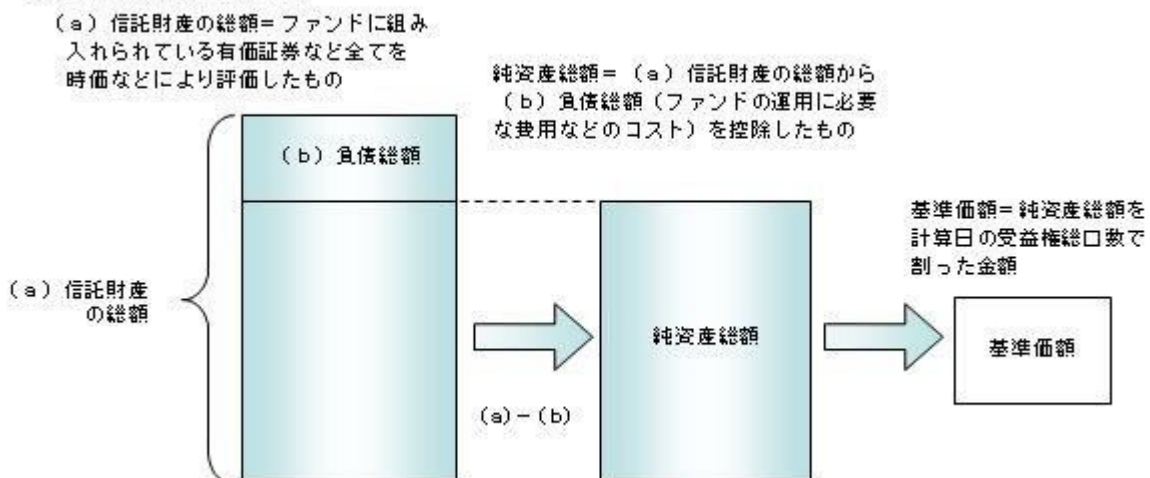 （a）信託財産の総額=ファンドに組み
入れられている有価証券など全てを
時価などにより評価したもの
純資産総額=（a）信託財産の総額から
（b）負債総額（ファンドの運用に必要
な費用などのコスト）を控除したもの
（b）負債総額
基準価額=純資産総額を
計算日の受益権総口数で
割った金額
（a）信託財産
の総額
純資産総額
基準価額
(a)-(b)